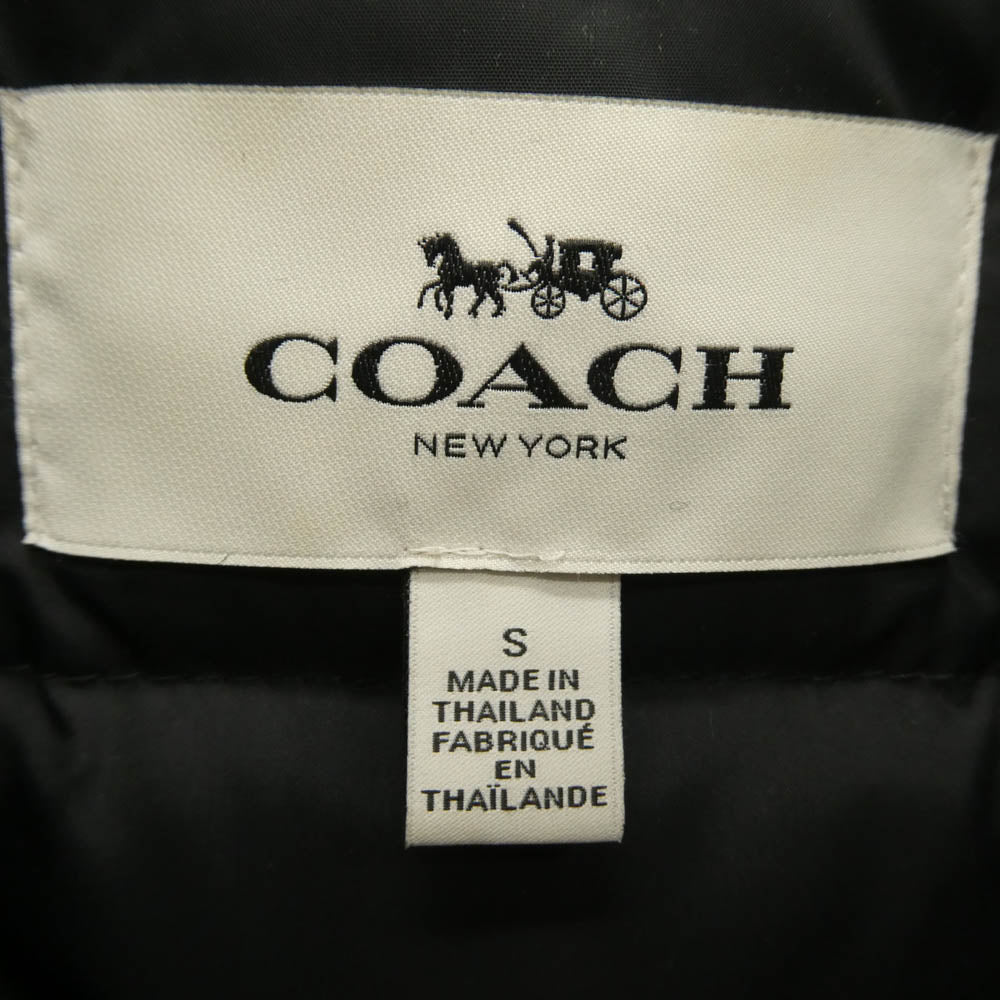 COACH
NEW YORK
S
MADE IN
THAILAND
FABRIQUÉ
EN
THAÏLANDE